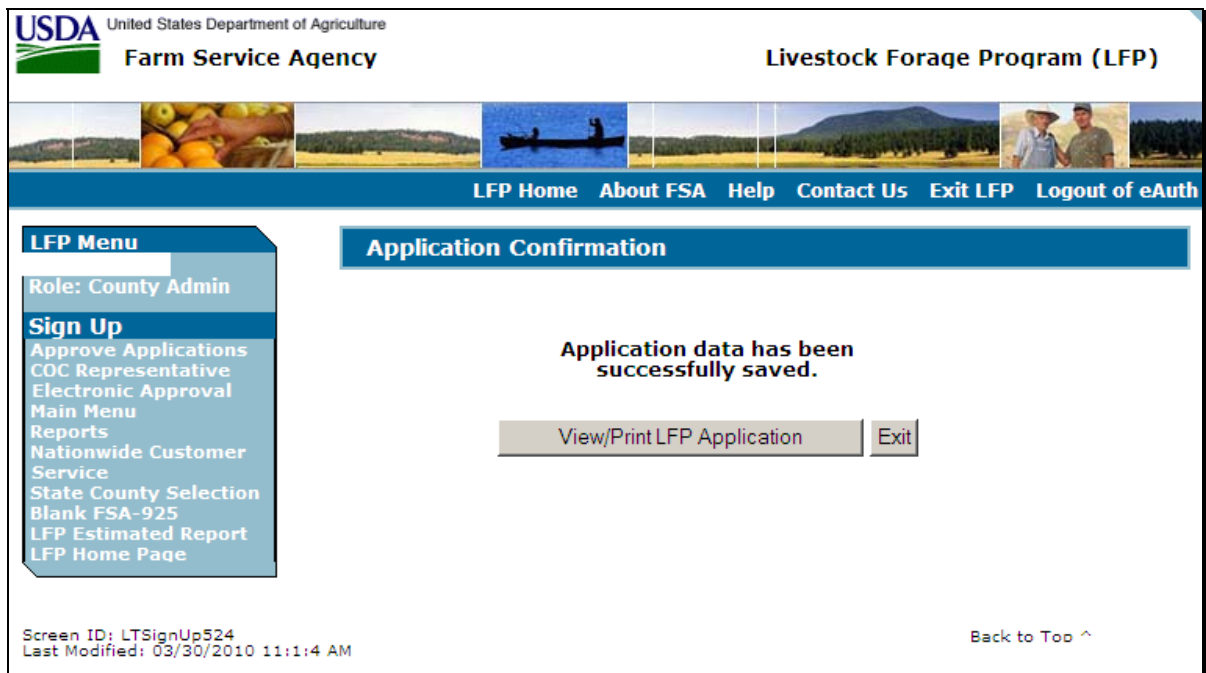 USDA United States Department of Agriculture
Farm Service Agency
Livestock Forage Program (LFP)
LFP Home About FSA Help Contact Us Exit LFP Logout of eAuth
LFP Menu
Role: County Admin
Sign Up
Approve Applications
COC Representative
Electronic Approval
Main Menu
Reports
Nationwide Customer
Service
State County Selection
Blank FSA-925
LFP Estimated Report
LFP Home Page
Application Confirmation
Application data has been
successfully saved.
View/Print LFP Application Exit
Screen ID: LTSignUp524
Last Modified: 03/30/2010 11:1:4 AM
Back to Top ^